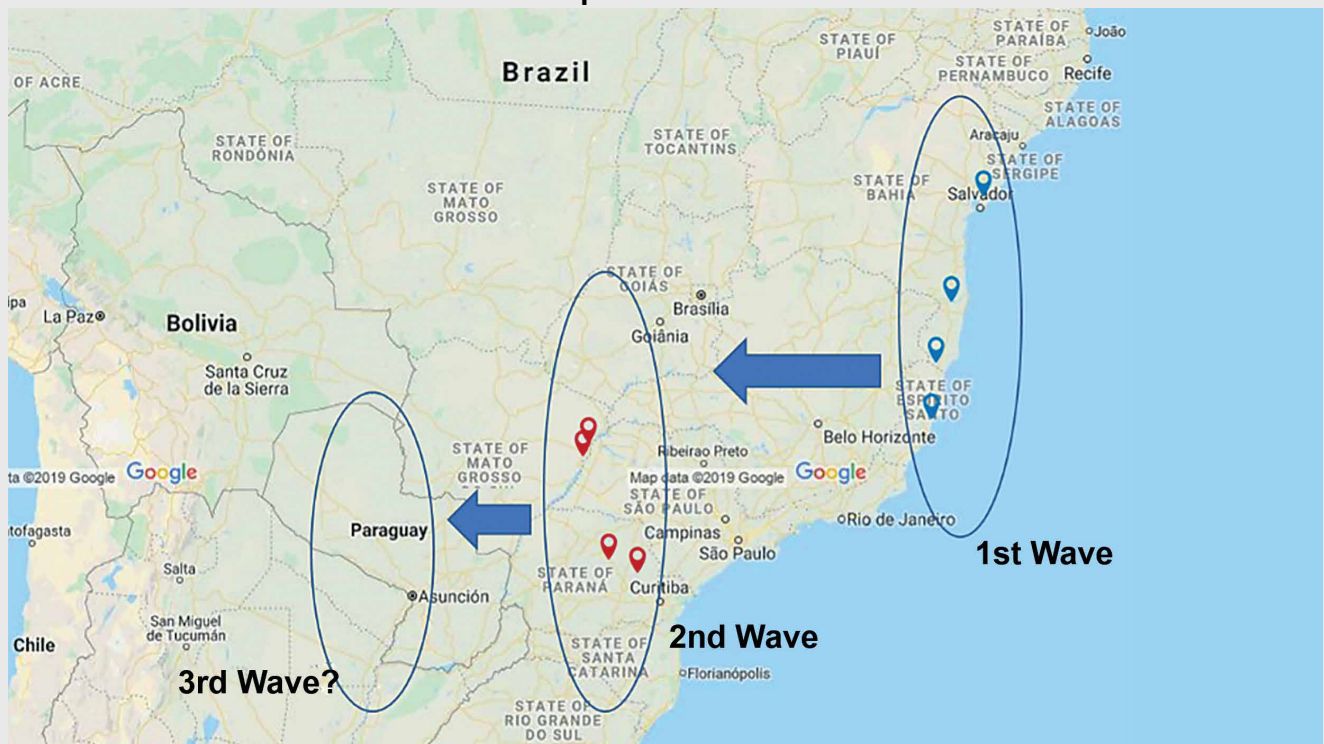 STATE OF
PIAUÍ
STATE OF
PARAÍBA
João
STATE OF
PERNAMBUCO
Recife
Brazil
OF ACRE
STATE OF
ALAGOAS
STATE OF
RONDÔNIA
STATE OF
TOCANTINS
Aracaju
STATE OF
SERGIPE
STATE OF
MATO
GROSSO
STATE OF
BAHIA
Salvador
STATE OF
GOIÁS
Brasília
Goiânia
ipa
La Paz
Bolivia
Santa Cruz
de la Sierra
STATE OF
ESPÍRITO
SANTO
Belo Horizonte
STATE OF
MATO
GROSSO
Ribeirao Preto
ta ©2019 Google
Google
Map data ©2019 Google
Google
STATE OF
SÃO PAULO
Campinas
Rio de Janeiro
São Paulo
tofagasta
Paraguay
1st Wave
Salta
STATE OF
PARANÁ
Curitiba
Asunción
San Miguel
de Tucumán
Chile
2nd Wave
STATE OF
SANTA
CATARINA
Florianópolis
3rd Wave?
STATE OF
RIO GRANDE
DO SUL